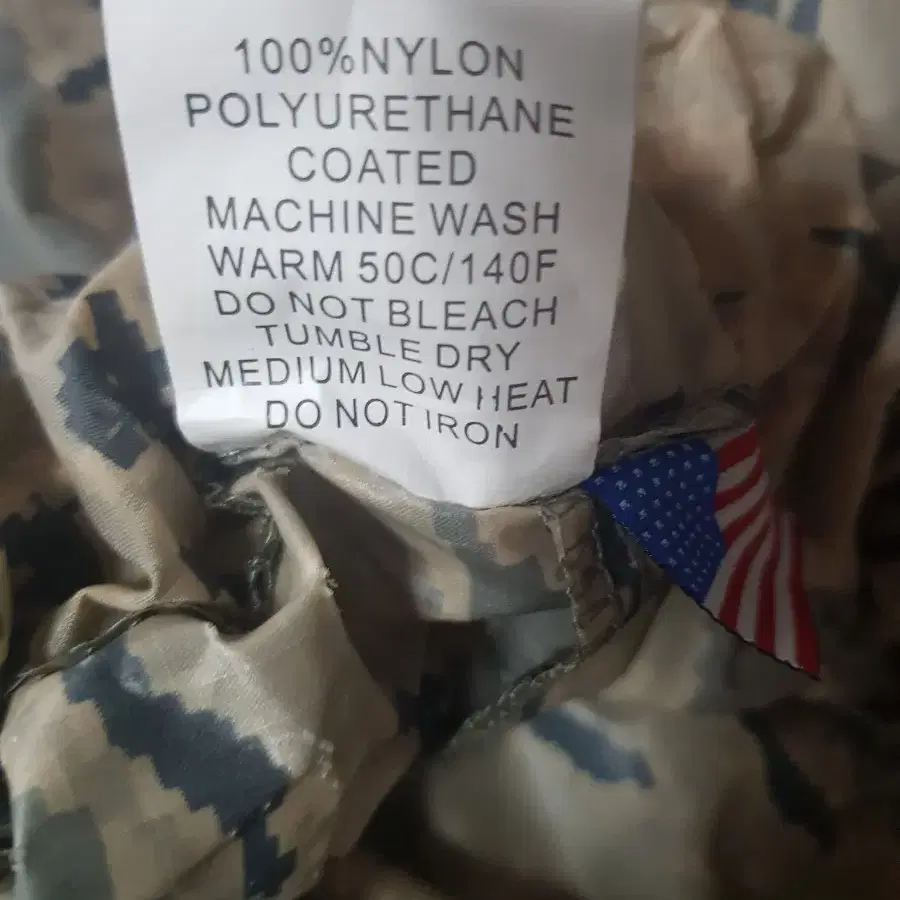 100%NYLON
POLYURETHANE
COATED
MACHINE WASH
WARM 50C/140F
DO NOT BLEACH
TUMBLE DRY
MEDIUM LOW HEAT
DO NOT IRON